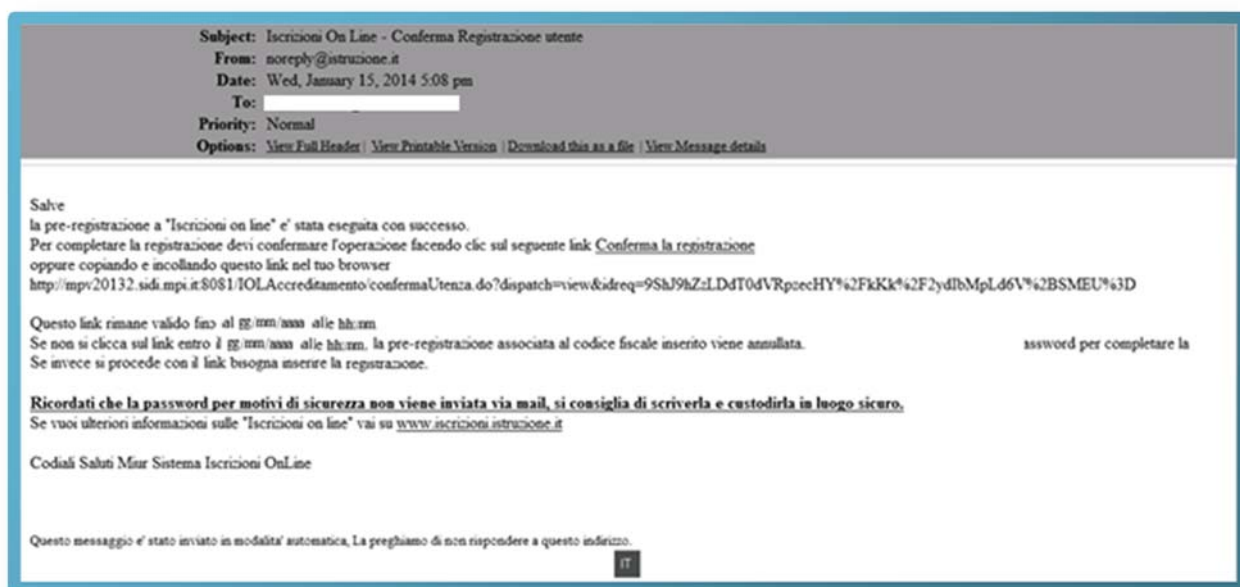 Subject: Iscrizioni On Line - Conferma Registrazione utente
From: noreply@istruzione.it
Date: Wed, January 15, 2014 5:08 pm
To:
Priority: Normal
Options: View Full Header | View Printable Version | Download this as a file | View Message details
Salve
la pre-registrazione a "Iscrizioni on line" e' stata eseguita con successo.
Per completare la registrazione devi confermare l'operazione facendo clic sul seguente link Conferma la registrazione
oppure copiando e incollando questo link nel tuo browser
http://mpv20132.sidi.mpi.it:8081/IOLAccreditamento/confermaUtenza.do?dispatch=view&idreq=9ShJ9hZzLDdT0dVRpzecHY%2FkKk%2F2ydIbMpLd6V%2BSMEU%3D
Questo link rimane valido fino al gg/mm/aaaa alle hh:mm
Se non si clicca sul link entro il gg/mm/aaaa alle hh:mm, la pre-registrazione associata al codice fiscale inserito viene annullata. assword per completare la
Se invece si procede con il link bisogna inserire la registrazione.
Ricordati che la password per motivi di sicurezza non viene inviata via mail, si consiglia di scriverla e custodirla in luogo sicuro.
Se vuoi ulteriori informazioni sulle "Iscrizioni on line" vai su www.iscrizioni.istruzione.it
Codiali Saluti Miur Sistema Iscrizioni OnLine
Questo messaggio e' stato inviato in modalita' automatica, La preghiamo di non rispondere a questo indirizzo.
IT